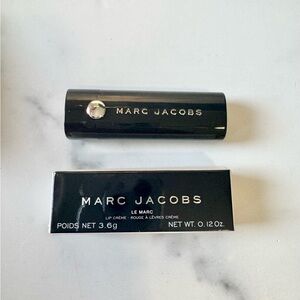 MARC JACOBS
MARC JACOBS
LE MARC
LIP CRÈME · ROUGE À LÈVRES CRÈME
POIDS NET 3.6g NET WT. 0.12 Oz.